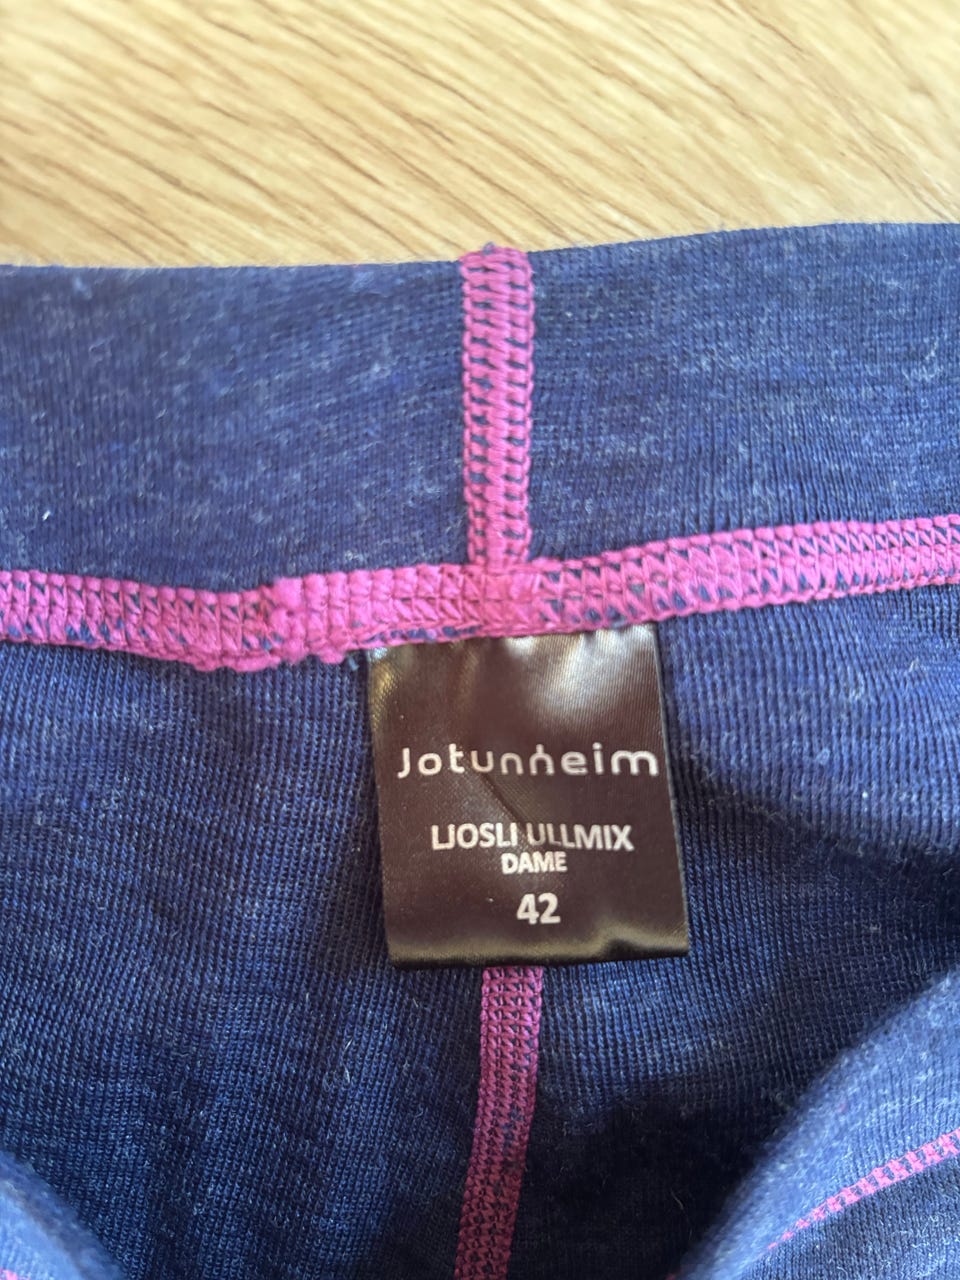 Jotunheim
LJOSLI ULLMIX
DAME
42